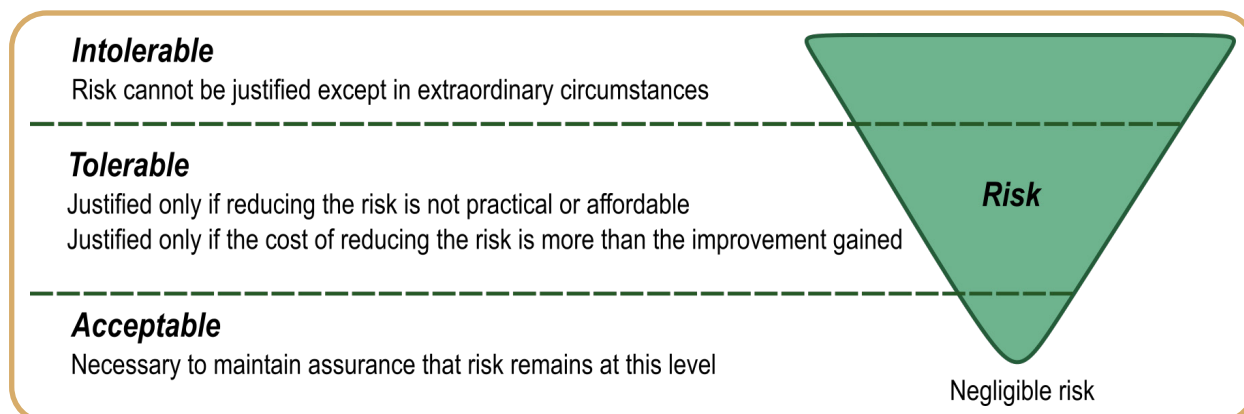 Intolerable
Risk cannot be justified except in extraordinary circumstances
Tolerable
Justified only if reducing the risk is not practical or affordable
Justified only if the cost of reducing the risk is more than the improvement gained
Risk
Acceptable
Necessary to maintain assurance that risk remains at this level
Negligible risk